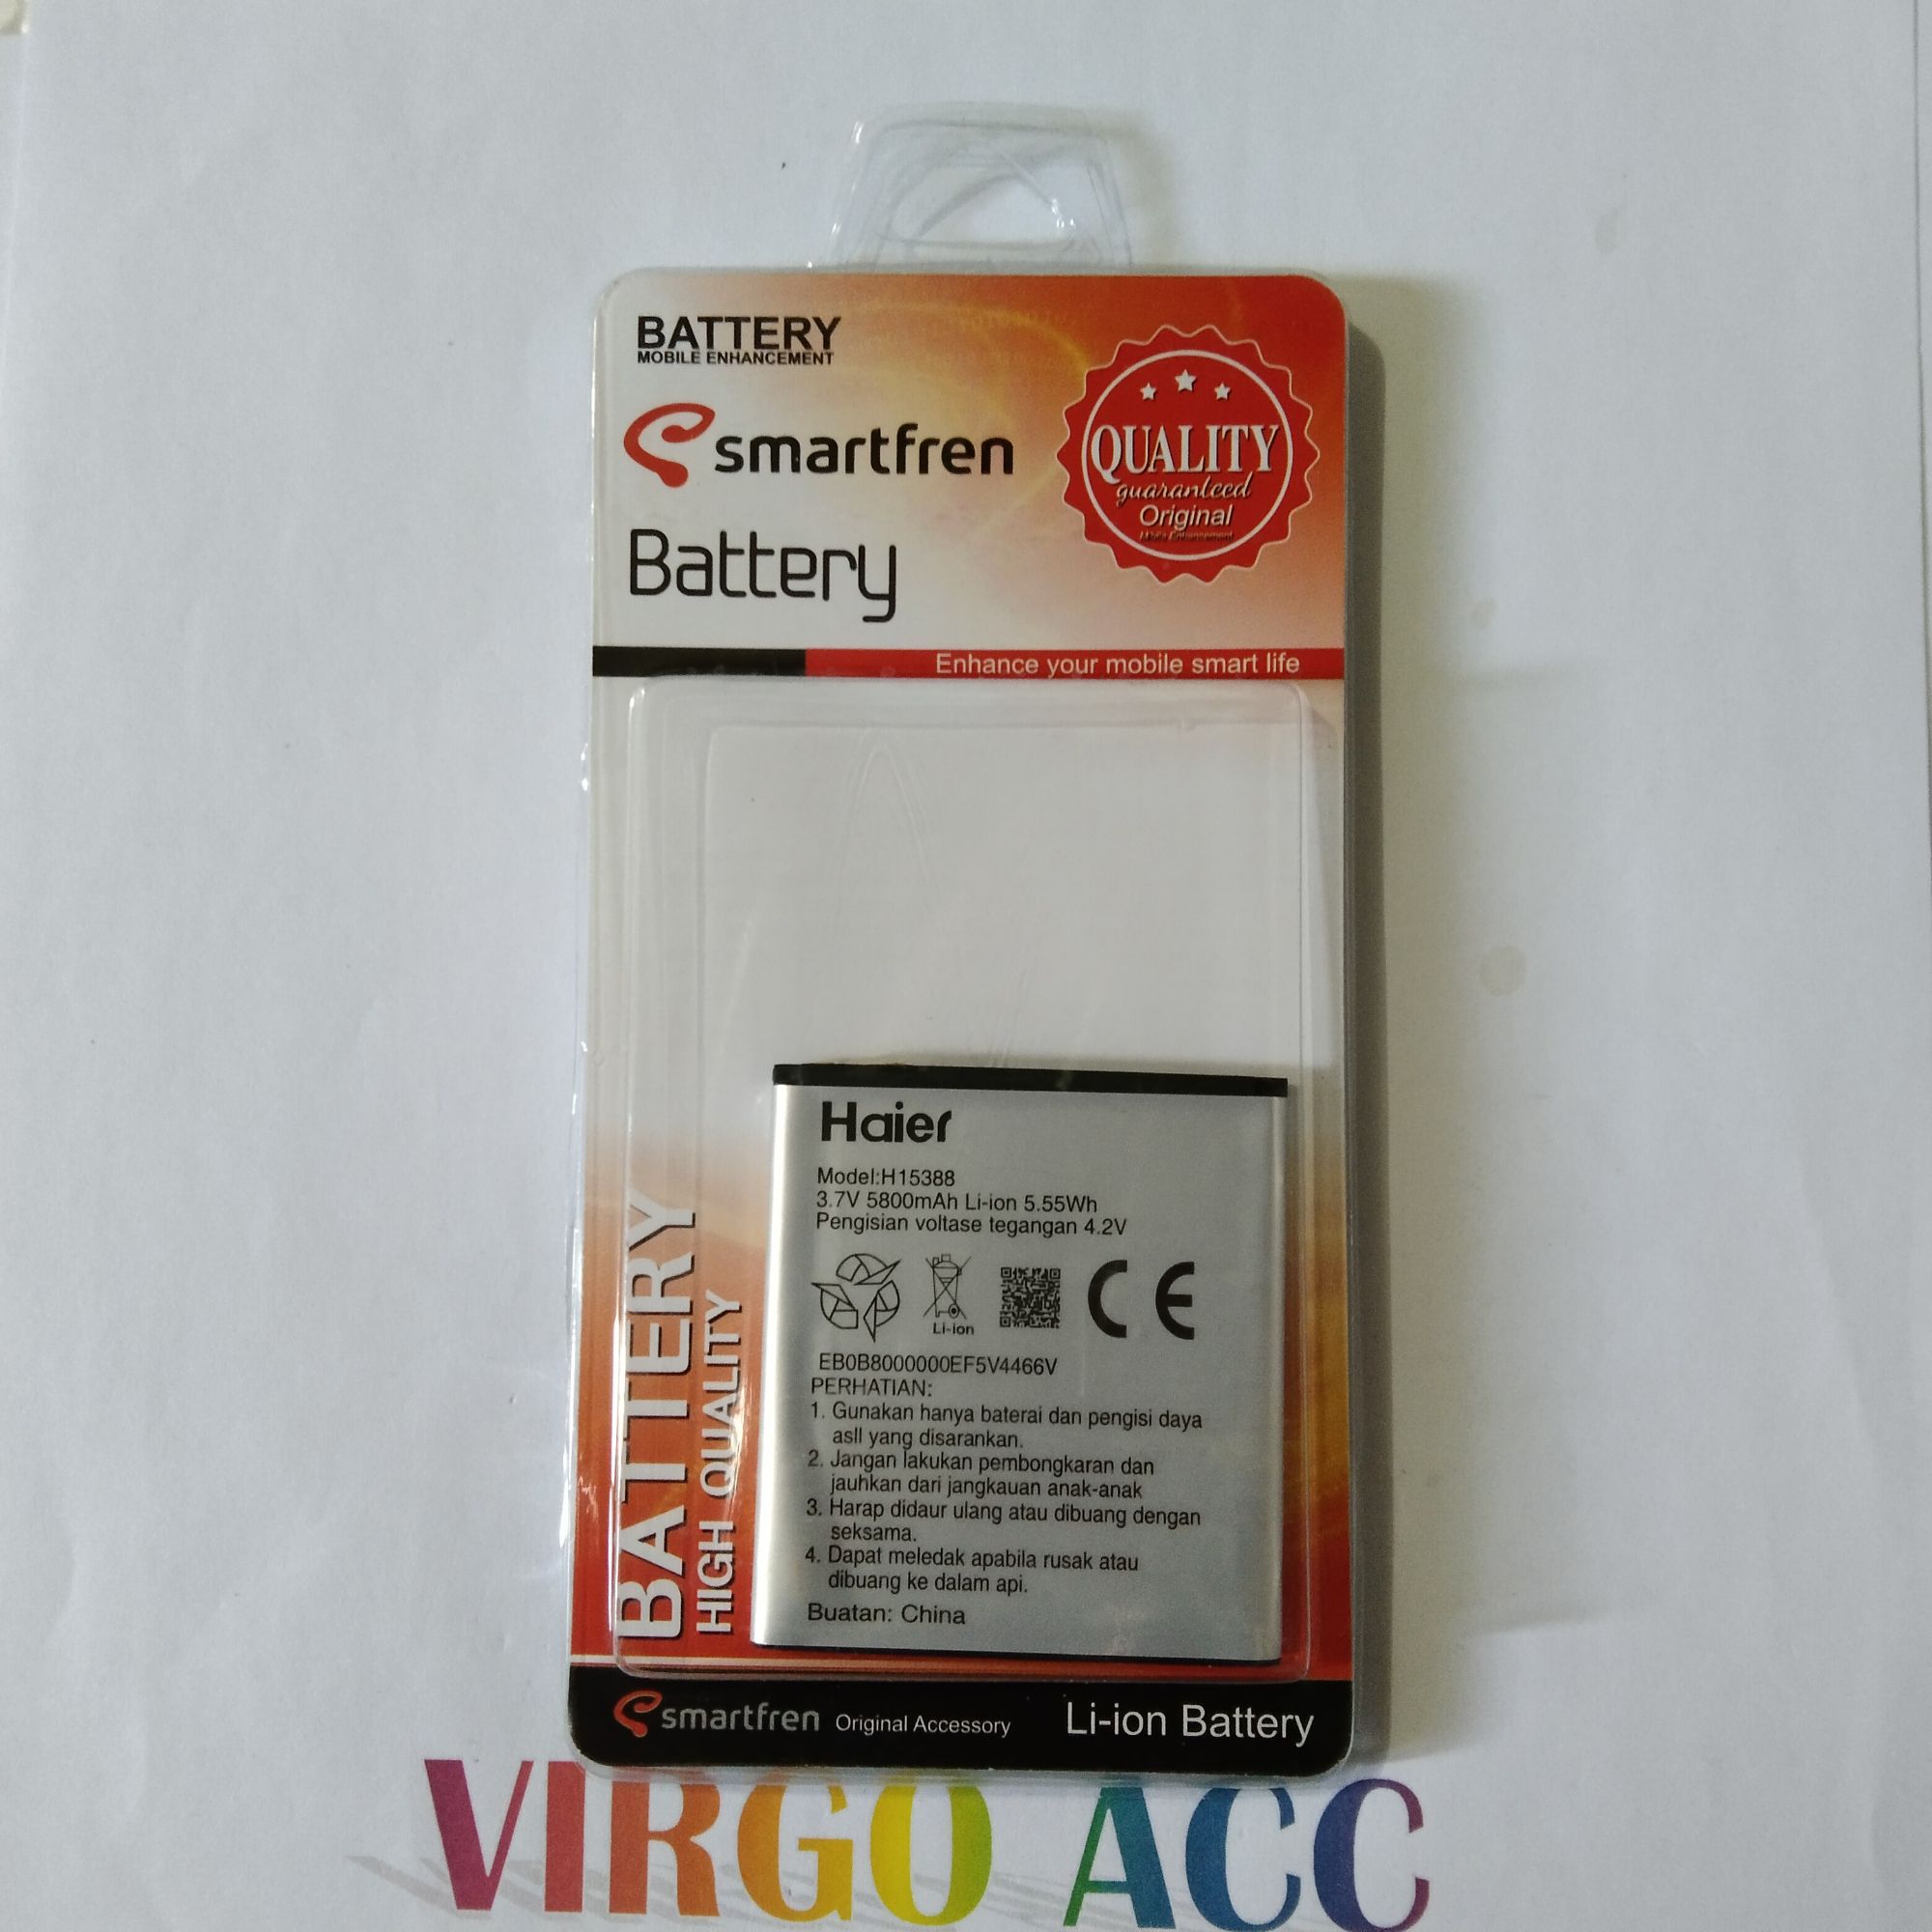 BATTERY
MOBILE ENHANCEMENT
smartfren
Battery
QUALITY
guaranteed
Original
Enhance your mobile smart life
BATTERY
HIGH QUALITY
Haier
Model:H15388
3.7V 5800mAh Li-ion 5.55Wh
Pengisian voltase tegangan 4.2V
Li-ion
CE
EB0B8000000EF5V4466V
PERHATIAN:
1. Gunakan hanya baterai dan pengisi daya
asll yang disarankan.
2. Jangan lakukan pembongkaran dan
jauhkan dari jangkauan anak-anak
3. Harap didaur ulang atau dibuang dengan
seksama.
4. Dapat meledak apabila rusak atau
dibuang ke dalam api.
Buatan: China
smartfren Original Accessory Li-ion Battery
VIRGO ACC